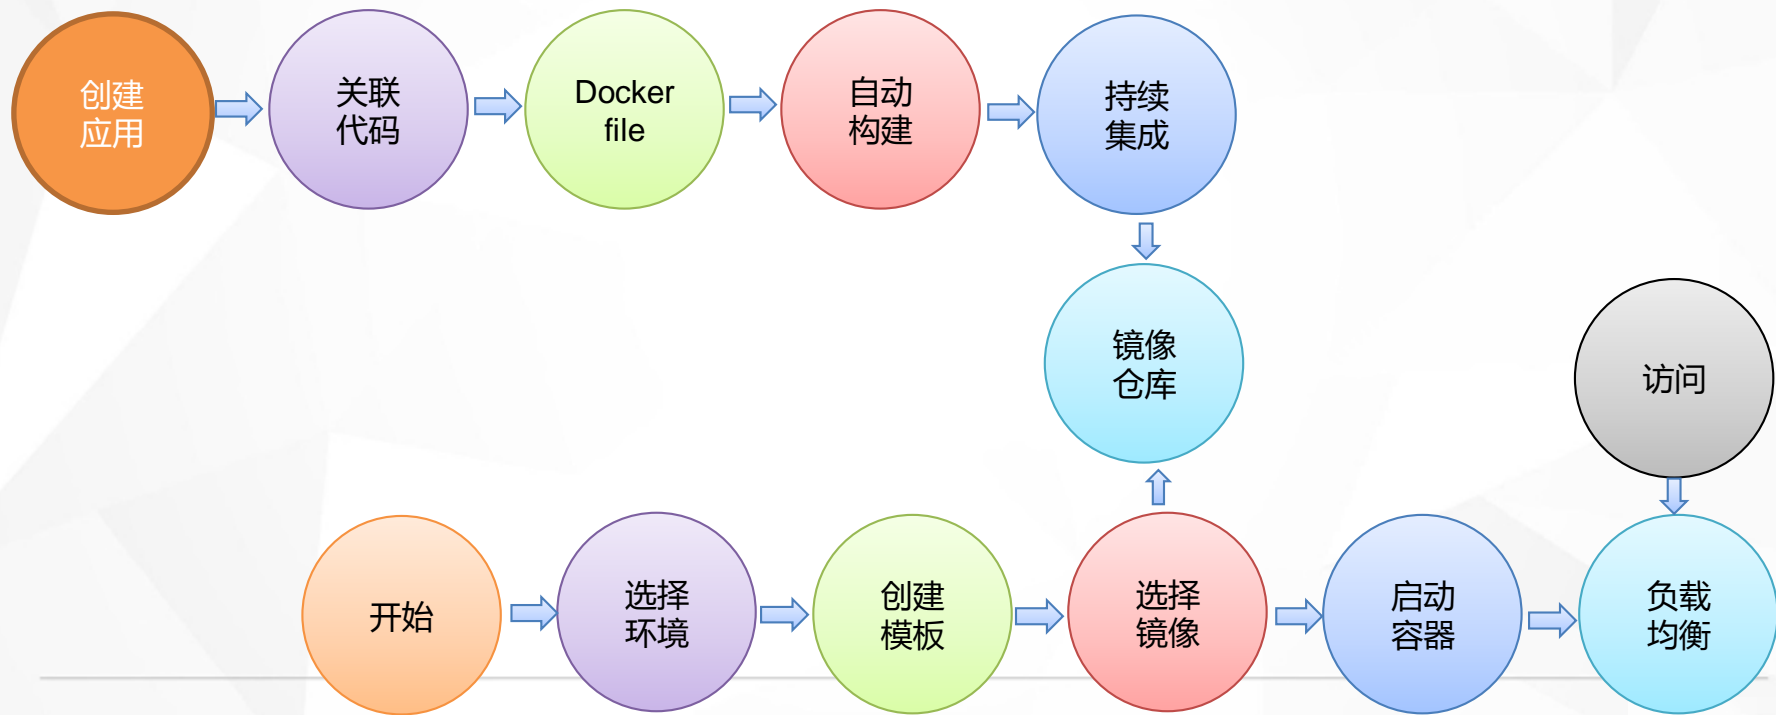 创建
应用
关联
代码
Docker
file
自动
构建
持续
集成
镜像
仓库
访问
开始
选择
环境
创建
模板
选择
镜像
启动
容器
负载
均衡